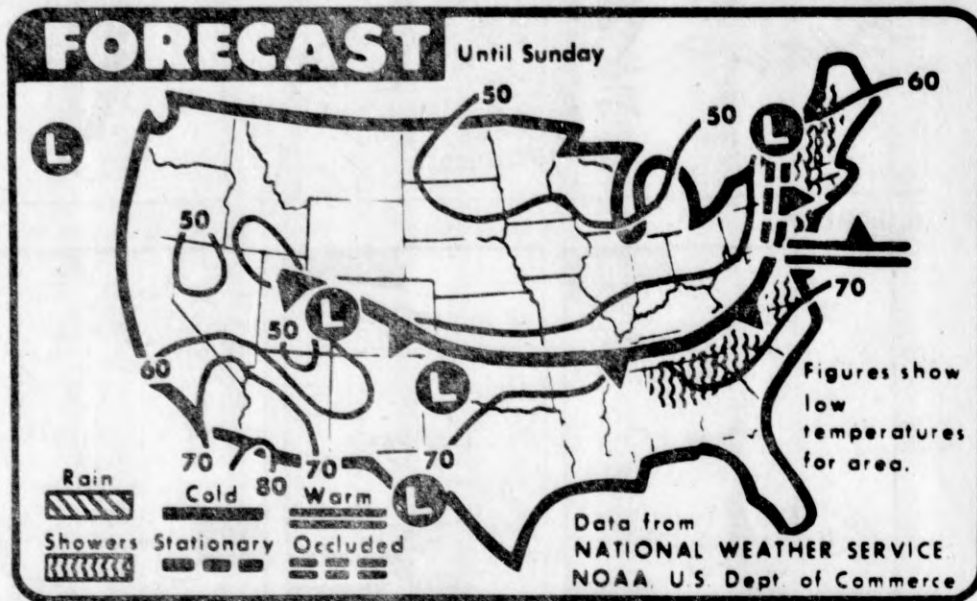 FORECAST Until Sunday
50
50
60
L
L
50
70
L
50
60
L
Figures show
low
temperatures
for area.
70
80
70
70
L
Rain
Cold
Warm
Showers
Stationary
Occluded
Data from
NATIONAL WEATHER SERVICE
NOAA, U.S. Dept. of Commerce